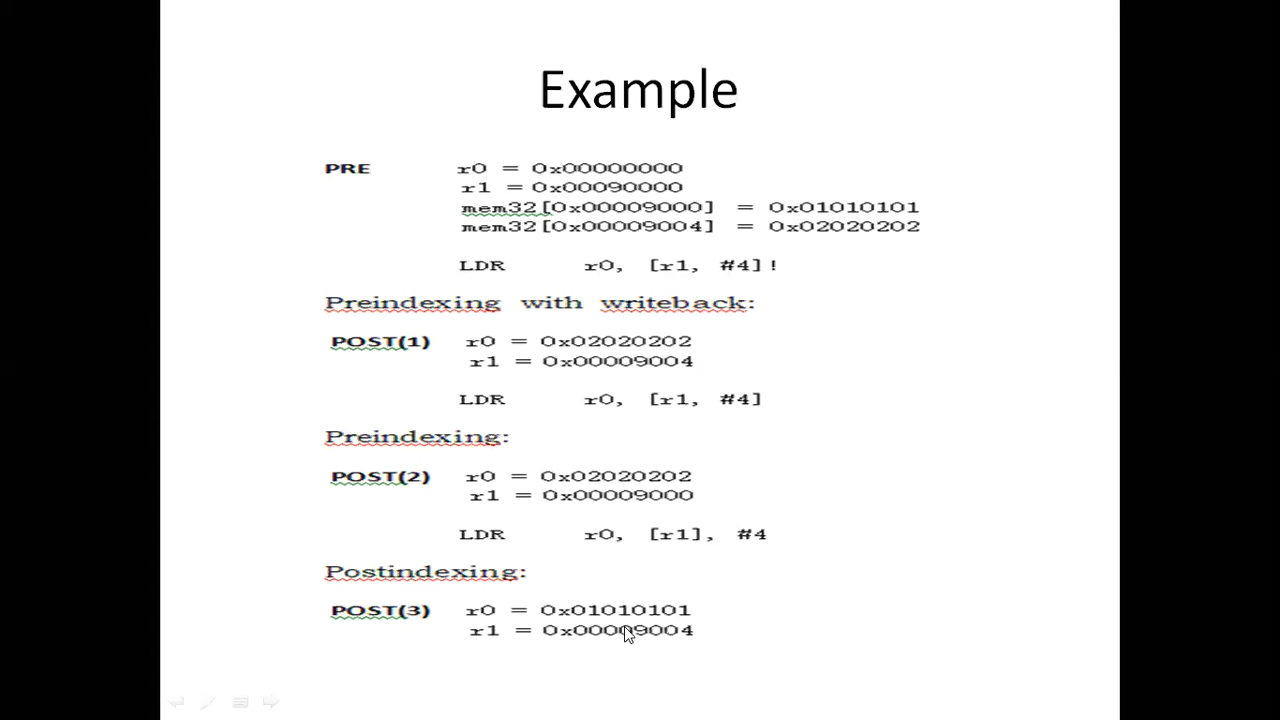 Example
PRE r0 = 0x00000000
r1 = 0x00090000
mem32[0x00009000] = 0x01010101
mem32[0x00009004] = 0x02020202
LDR r0, [r1, #4]!
Preindexing with writeback:
POST(1) r0 = 0x02020202
r1 = 0x00009004
LDR r0, [r1, #4]
Preindexing:
POST(2) r0 = 0x02020202
r1 = 0x00009000
LDR r0, [r1], #4
Postindexing:
POST(3) r0 = 0x01010101
r1 = 0x00009004